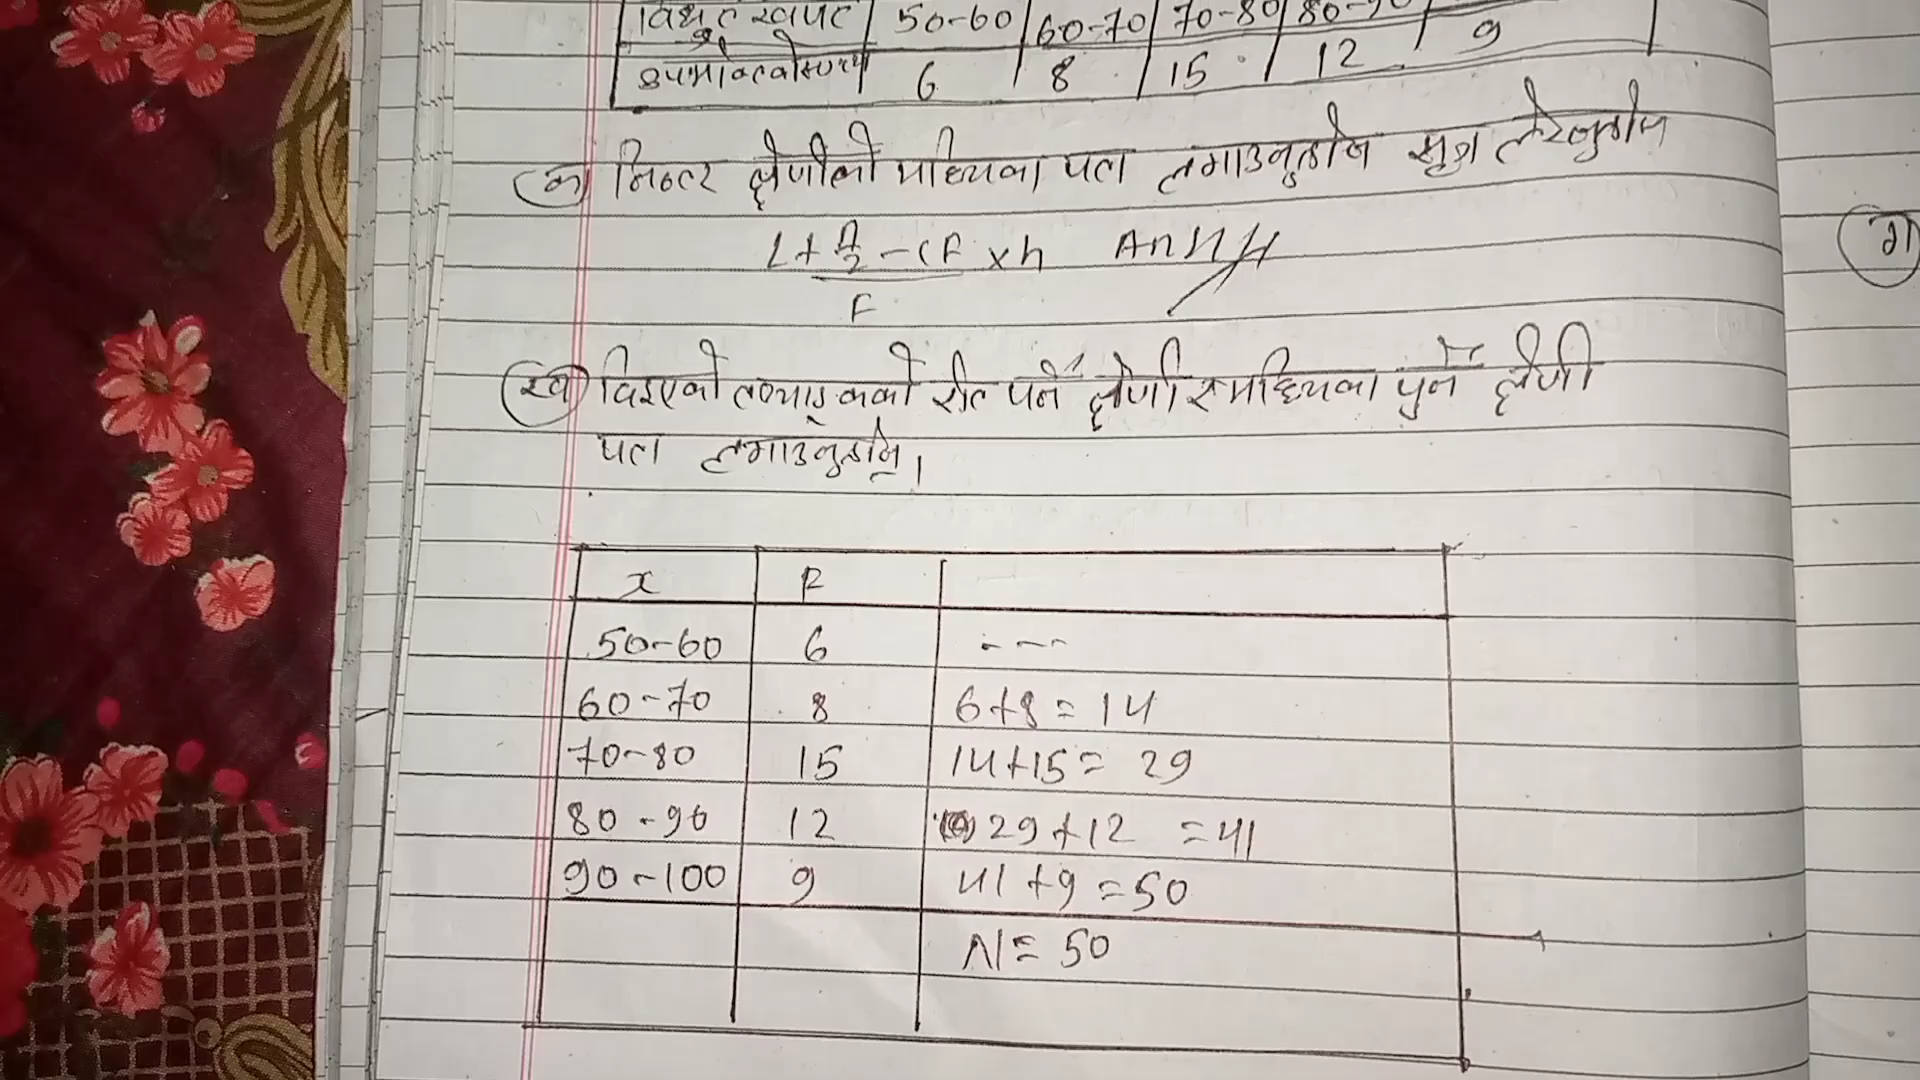 विद्युत खपत 50-60 60-70 70-80 80-90
6 8 15 12 9
(क) निरन्तर श्रेणीको मध्यिका पत्ता लगाउनुहोस सूत्र लेख्नुहोस
L + N/2 - CF × h Ans
F
(ख) दिइएको तथ्याङ्कको रीत पर्ने श्रेणी र मध्यिका पर्ने श्रेणी
पत्ता लगाउनुहोस्।
x F
50-60 6 ---
60-70 8 6+8=14
70-80 15 14+15= 29
80-90 12 29+12 =41
90-100 9 41+9=50
N= 50
ग